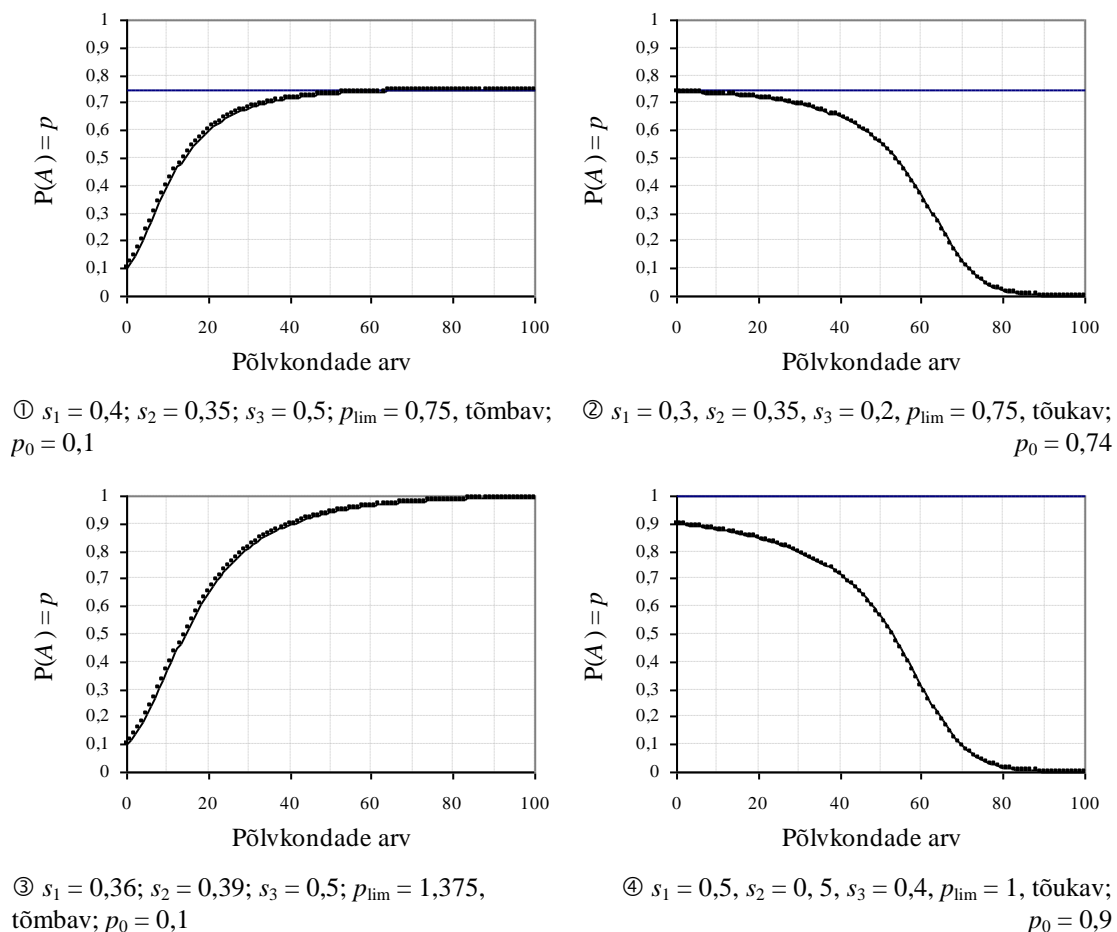 1
0,9
0,8
0,7
0,6
0,5
0,4
0,3
0,2
0,1
0
P(A) = p
0 20 40 60 80 100
Põlvkondade arv
1
0,9
0,8
0,7
0,6
0,5
0,4
0,3
0,2
0,1
0
P(A) = p
0 20 40 60 80 100
Põlvkondade arv
① s1 = 0,4; s2 = 0,35; s3 = 0,5; plim = 0,75, tõmbav;
p0 = 0,1
② s1 = 0,3, s2 = 0,35, s3 = 0,2, plim = 0,75, tõukav;
p0 = 0,74
1
0,9
0,8
0,7
0,6
0,5
0,4
0,3
0,2
0,1
0
P(A) = p
0 20 40 60 80 100
Põlvkondade arv
1
0,9
0,8
0,7
0,6
0,5
0,4
0,3
0,2
0,1
0
P(A) = p
0 20 40 60 80 100
Põlvkondade arv
③ s1 = 0,36; s2 = 0,39; s3 = 0,5; plim = 1,375,
tõmbav; p0 = 0,1
④ s1 = 0,5, s2 = 0, 5, s3 = 0,4, plim = 1, tõukav;
p0 = 0,9